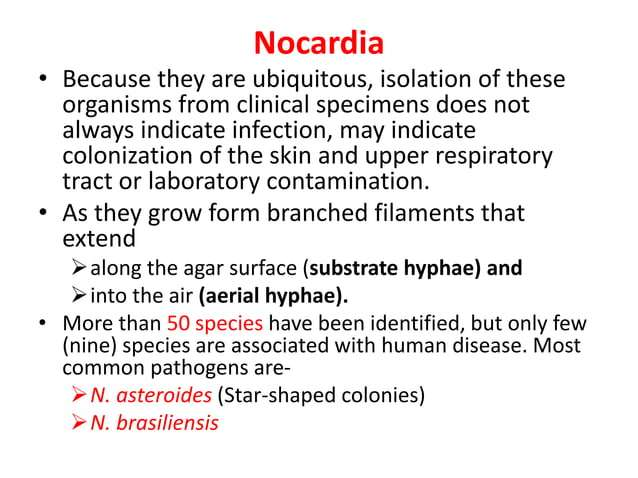 Nocardia
• Because they are ubiquitous, isolation of these
organisms from clinical specimens does not
always indicate infection, may indicate
colonization of the skin and upper respiratory
tract or laboratory contamination.
• As they grow form branched filaments that
extend
➢along the agar surface (substrate hyphae) and
➢into the air (aerial hyphae).
• More than 50 species have been identified, but only few
(nine) species are associated with human disease. Most
common pathogens are-
➢N. asteroides (Star-shaped colonies)
➢N. brasiliensis